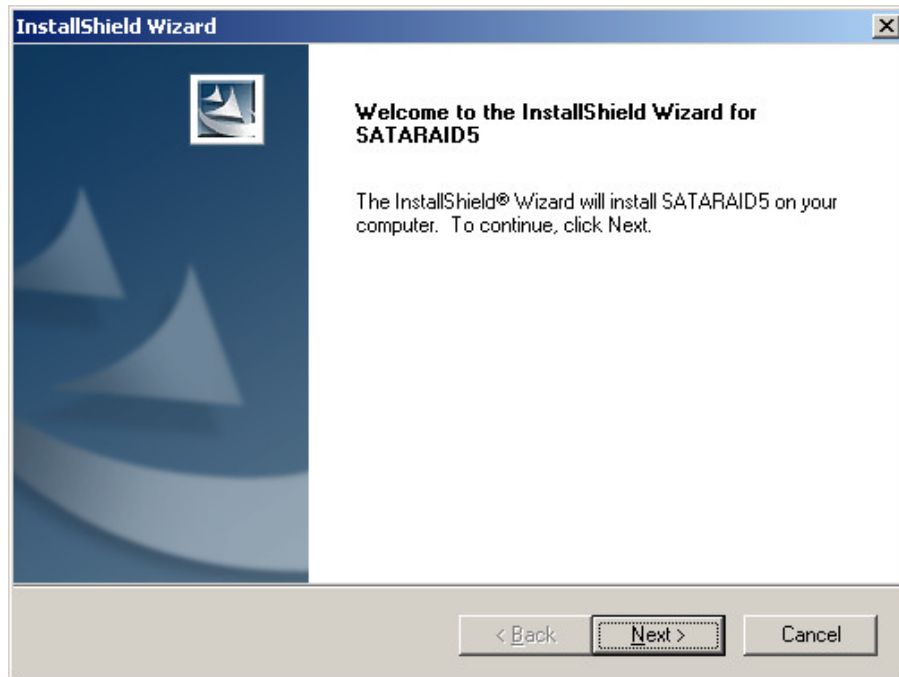 InstallShield Wizard
Welcome to the InstallShield Wizard for
SATARAID5
The InstallShield® Wizard will install SATARAID5 on your
computer. To continue, click Next.
< Back
Next >
Cancel